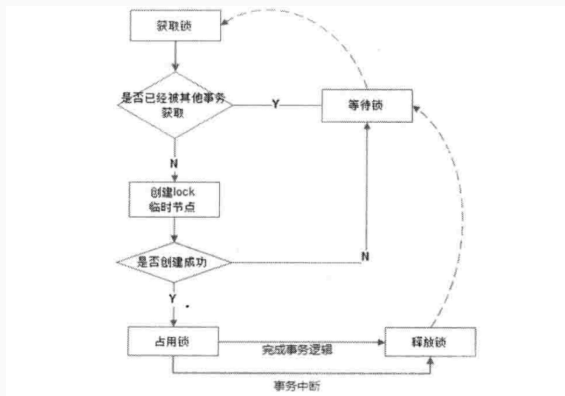 获取锁
是否已经被其他事务
获取
Y
等待锁
N
创建lock
临时节点
是否创建成功
N
Y
占用锁
完成事务逻辑
释放锁
事务中断